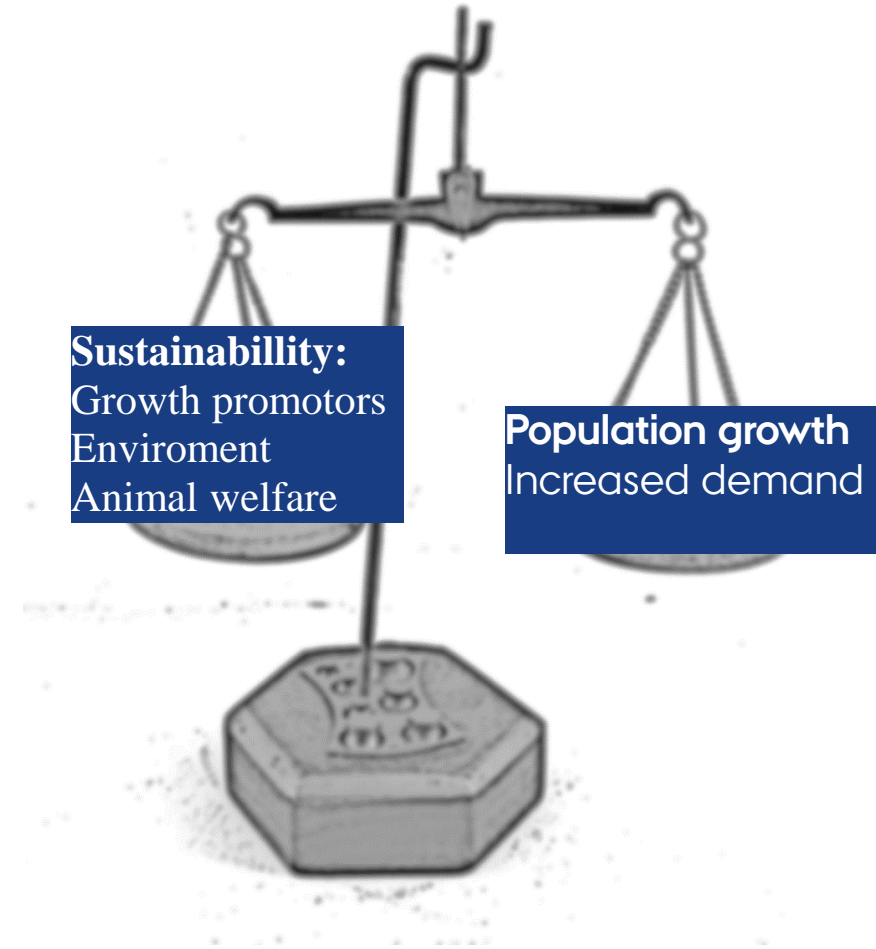 Sustainabillity:
Growth promotors
Enviroment
Animal welfare
Population growth
Increased demand